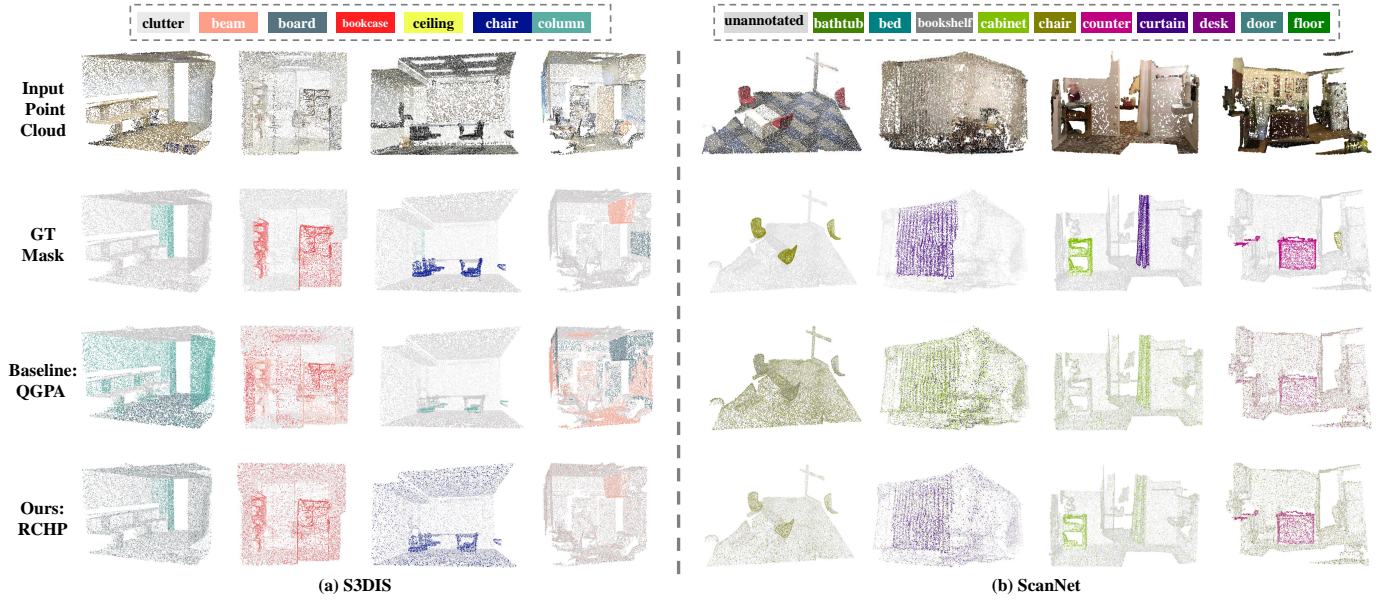 clutter beam board bookcase ceiling chair column
unannotated bathtub bed bookshelf cabinet chair counter curtain desk door floor
Input
Point
Cloud
GT
Mask
Baseline:
QGPA
Ours:
RCHP
(a) S3DIS
(b) ScanNet